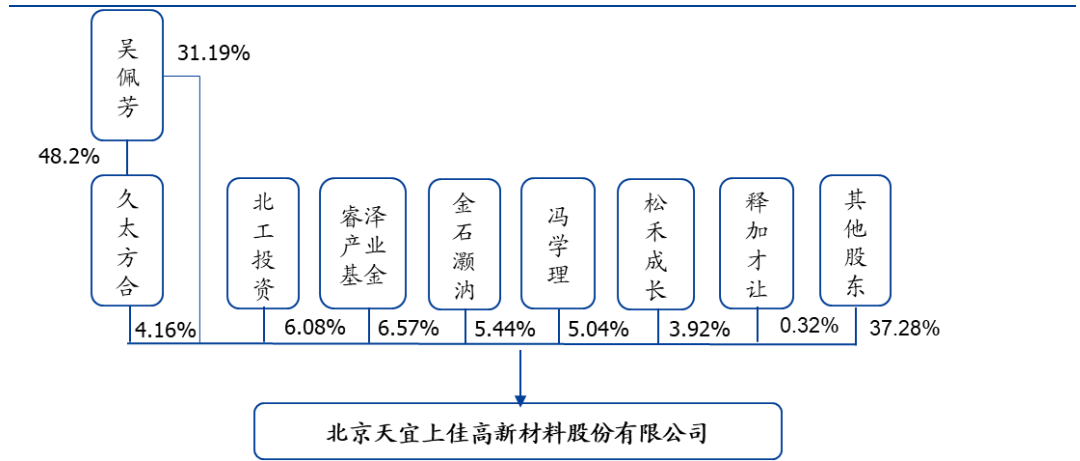 吴佩芳
31.19%
48.2%
久太方合
北工投资
睿泽产业基金
金石灏汭
冯学理
松禾成长
释加才让
其他股东
4.16%
6.08%
6.57%
5.44%
5.04%
3.92%
0.32%
37.28%
北京天宜上佳高新材料股份有限公司